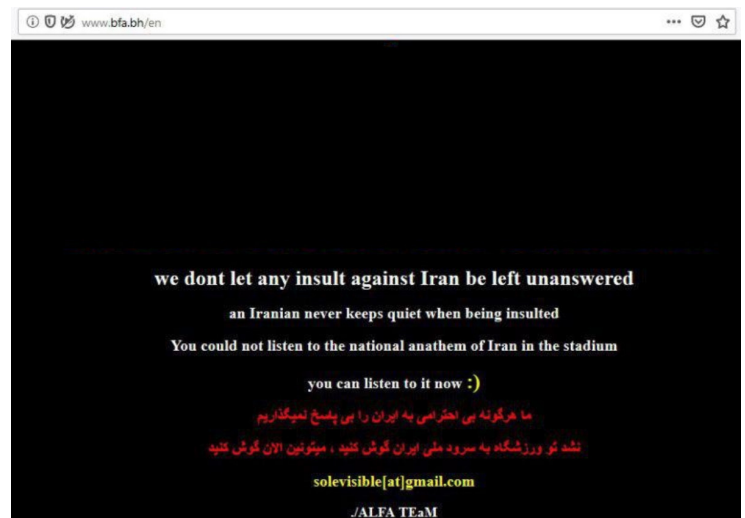 www.bfa.bh/en
we dont let any insult against Iran be left unanswered
an Iranian never keeps quiet when being insulted
You could not listen to the national anathem of Iran in the stadium
you can listen to it now :)
ما هرگونه بی احترامی به ایران را بی پاسخ نمیگذاریم
نشد تو ورزشگاه به سرود ملی ایران گوش کنید ، میتونین الان گوش کنید
solevisible[at]gmail.com
./ALFA TEaM